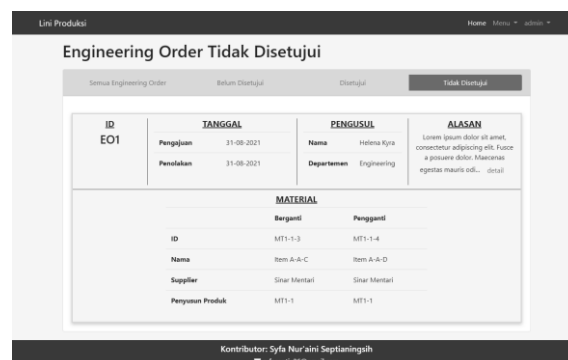 Lini Produksi Home Menu admin
Engineering Order Tidak Disetujui
Semua Engineering Order Belum Disetujui Disetujui Tidak Disetujui
ID TANGGAL PENGUSUL ALASAN
EO1 Pengajuan 31-08-2021 Nama Helena Kyra Lorem ipsum dolor sit amet,
consectetur adipiscing elit. Fusce
a posuere dolor. Maecenas
Penolakan 31-08-2021 Departemen Engineering egestas mauris odi... detail
MATERIAL
Berganti Pengganti
ID MT1-1-3 MT1-1-4
Nama Item A-A-C Item A-A-D
Supplier Sinar Mentari Sinar Mentari
Penyusun Produk MT1-1 MT1-1
Kontributor: Syfa Nur'aini Septianingsih